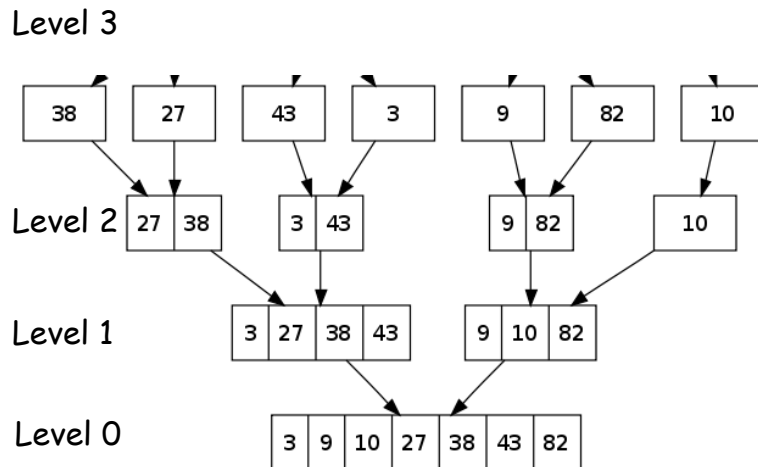 Level 3
38 27 43 3 9 82 10
Level 2 27 38 3 43 9 82 10
Level 1 3 27 38 43 9 10 82
Level 0 3 9 10 27 38 43 82